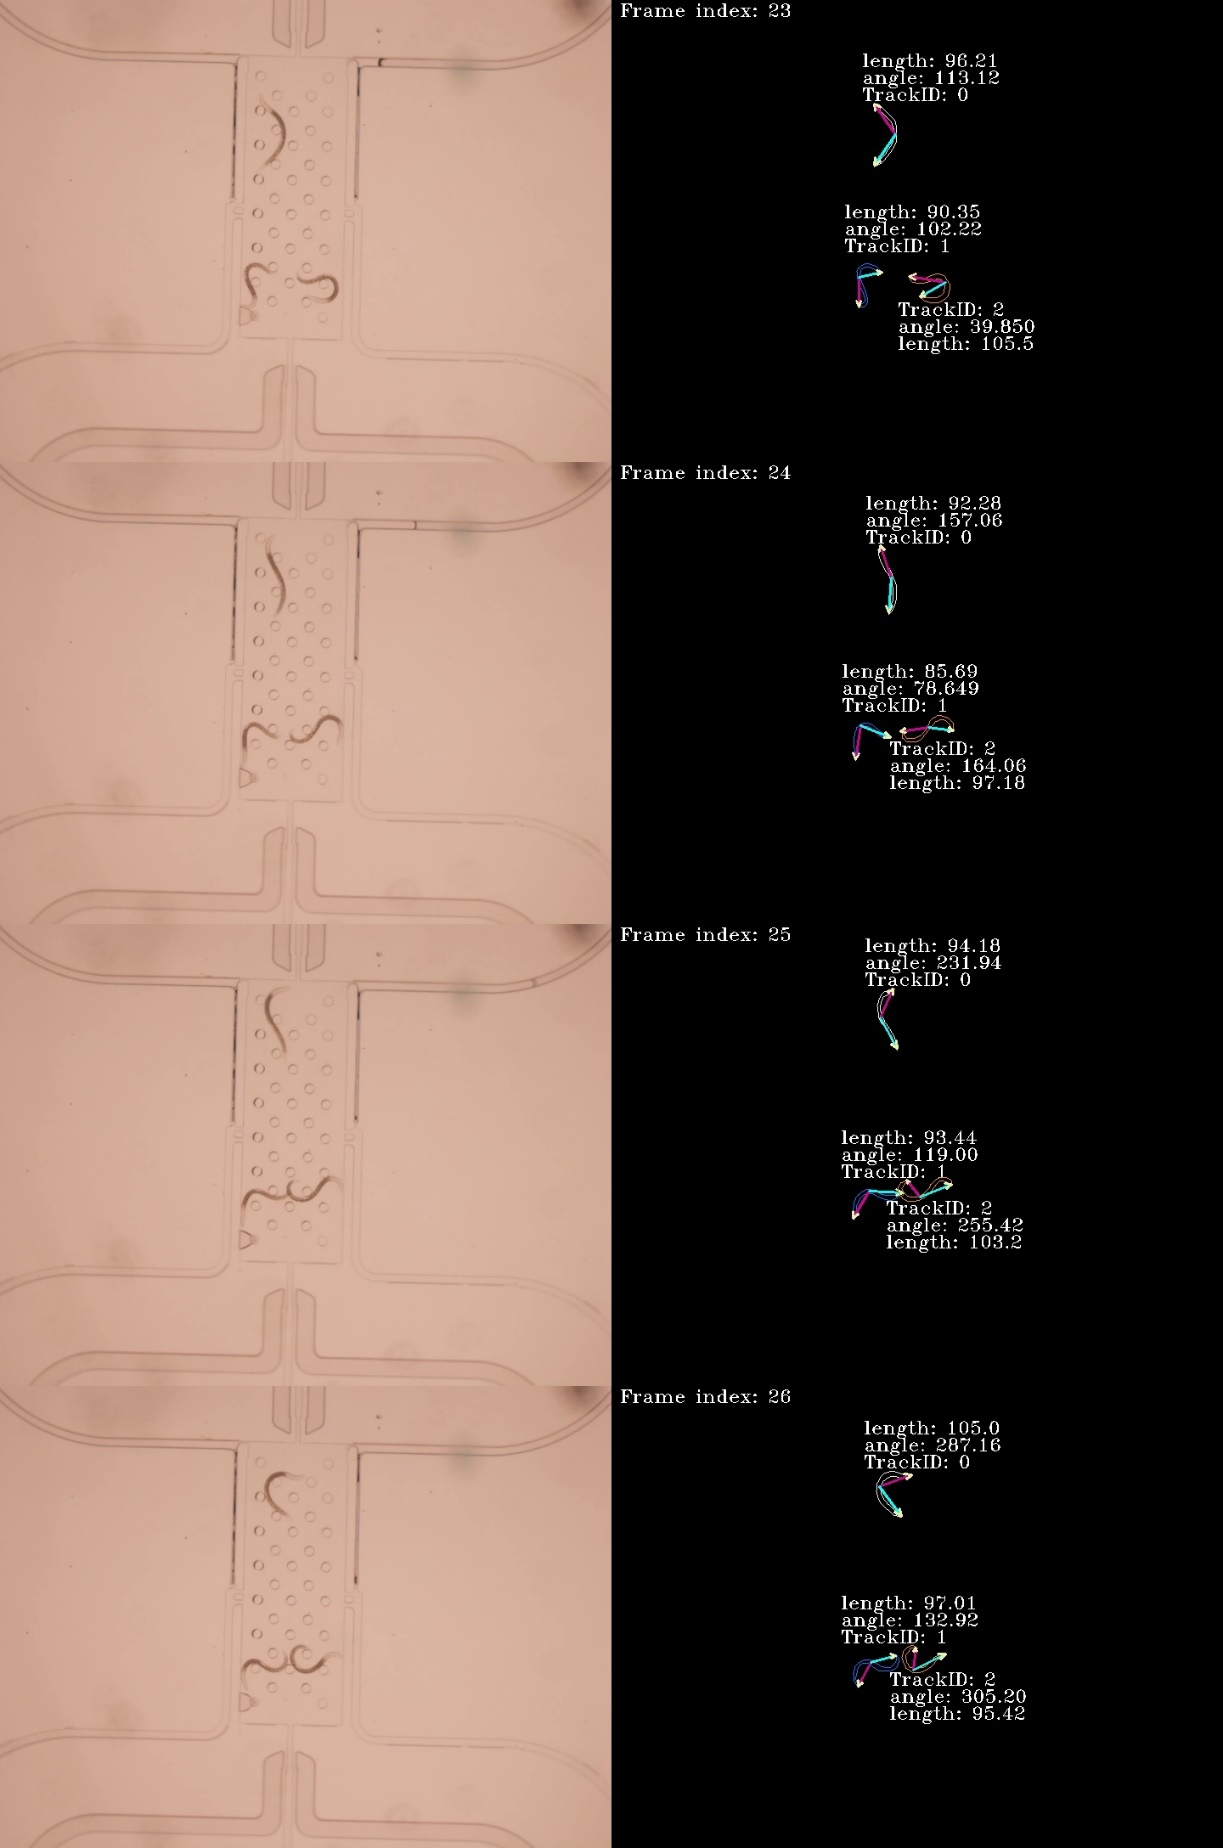 Frame index: 23
length: 96.21
angle: 113.12
TrackID: 0
length: 90.35
angle: 102.22
TrackID: 1
TrackID: 2
angle: 39.850
length: 105.5
Frame index: 24
length: 92.28
angle: 157.06
TrackID: 0
length: 85.69
angle: 78.649
TrackID: 1
TrackID: 2
angle: 164.06
length: 97.18
Frame index: 25
length: 94.18
angle: 231.94
TrackID: 0
length: 93.44
angle: 119.00
TrackID: 1
TrackID: 2
angle: 255.42
length: 103.2
Frame index: 26
length: 105.0
angle: 287.16
TrackID: 0
length: 97.01
angle: 132.92
TrackID: 1
TrackID: 2
angle: 305.20
length: 95.42